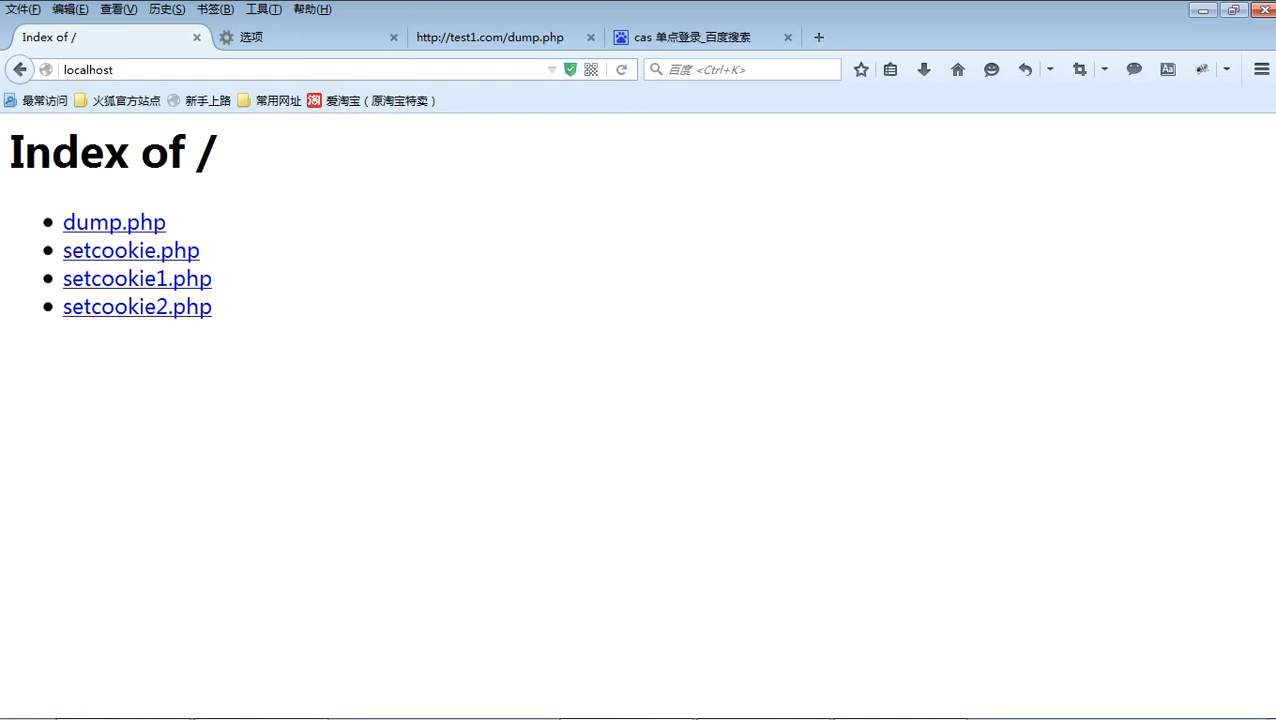 文件(F) 编辑(E) 查看(V) 历史(S) 书签(B) 工具(T) 帮助(H)
Index of / 选项 http://test1.com/dump.php cas 单点登录_百度搜索
localhost 百度 <Ctrl+K>
最常访问 火狐官方站点 新手上路 常用网址 淘 爱淘宝（原淘宝特卖）
Index of /
dump.php
setcookie.php
setcookie1.php
setcookie2.php